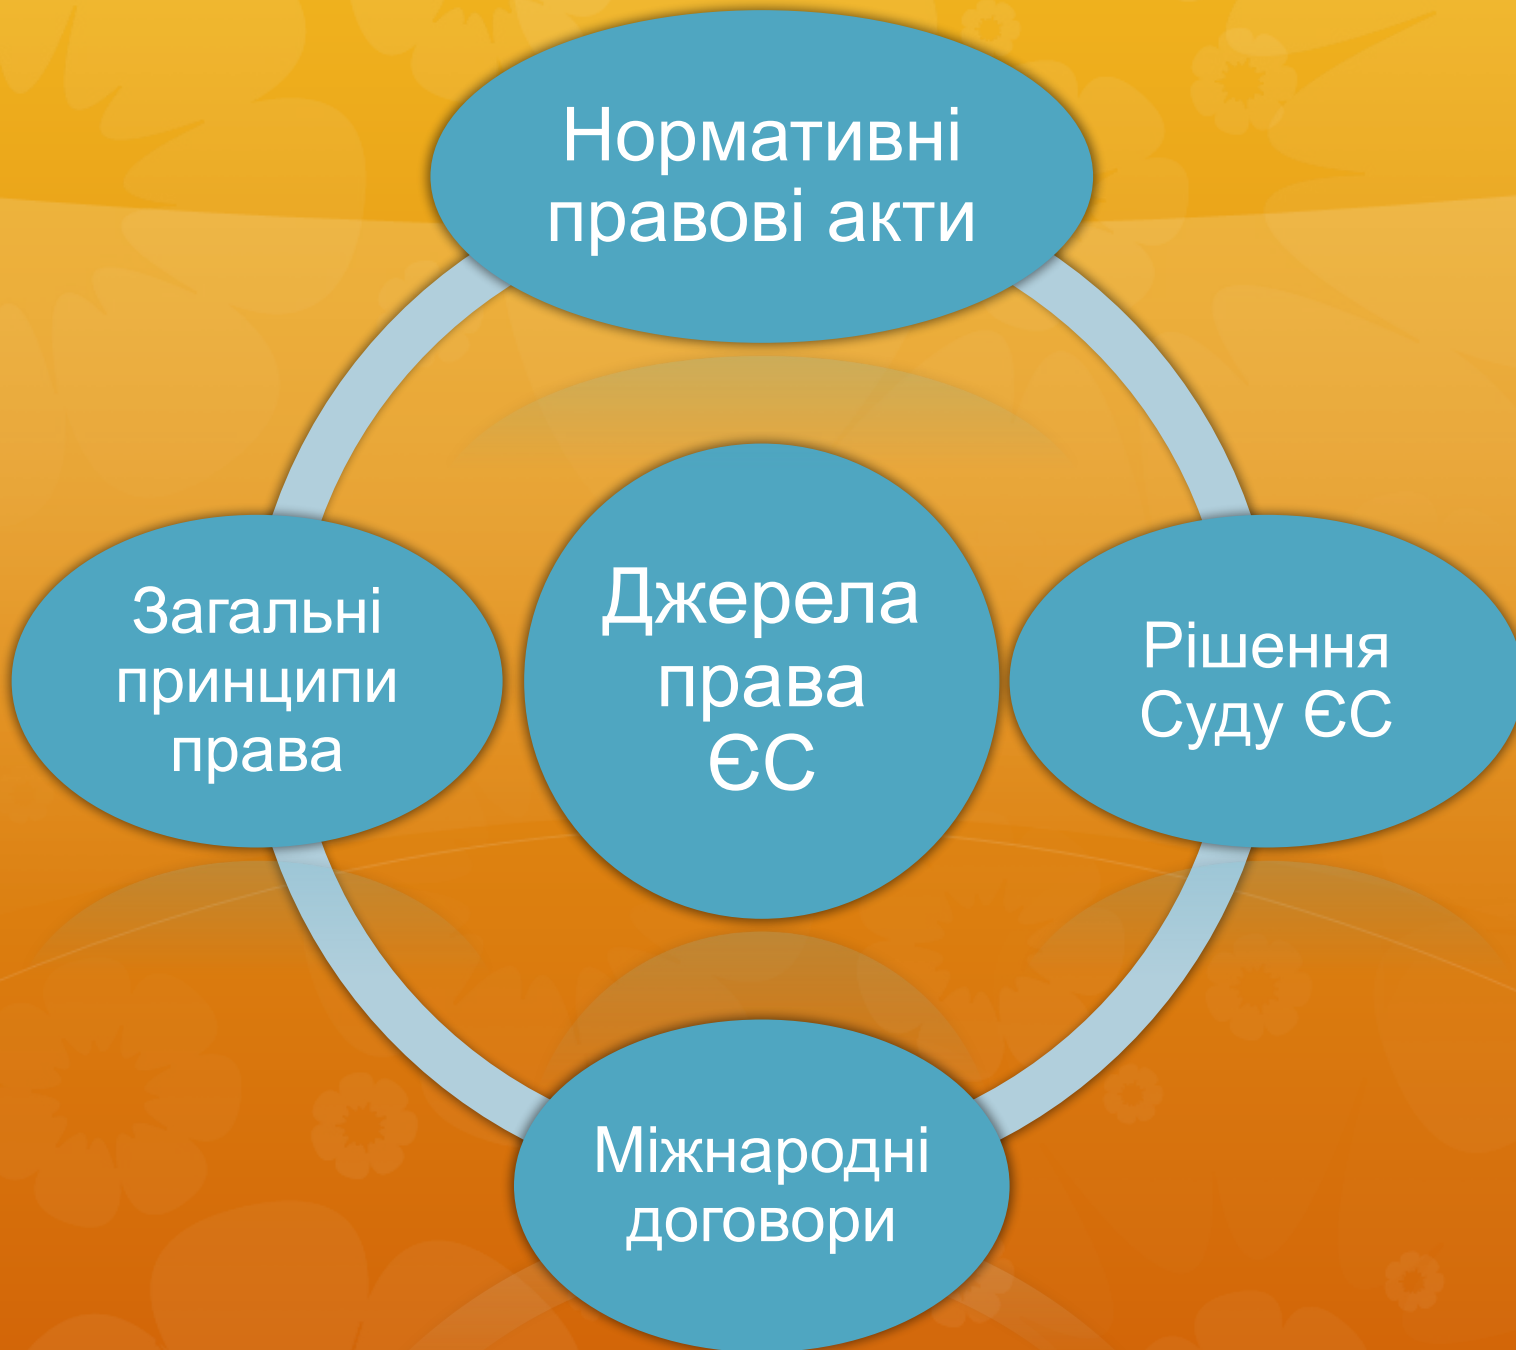 Нормативні
правові акти
Загальні
принципи
права
Джерела
права
ЄС
Рішення
Суду ЄС
Міжнародні
договори